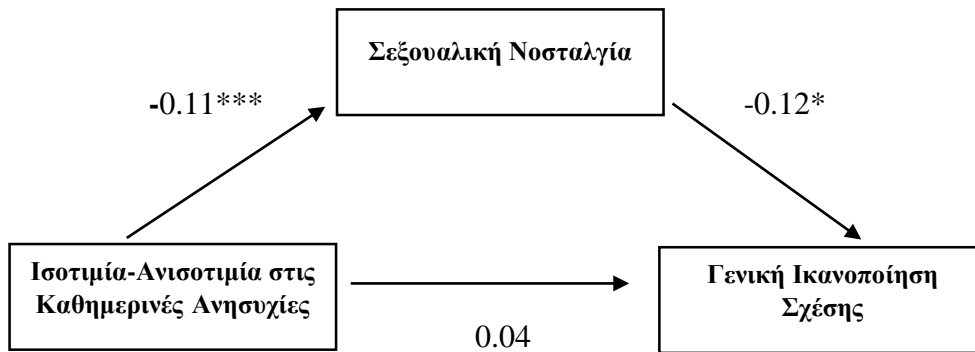 Σεξουαλική Νοσταλγία
-0.11***
-0.12*
Ισοτιμία-Ανισοτιμία στις
Καθημερινές Ανησυχίες
Γενική Ικανοποίηση
Σχέσης
0.04